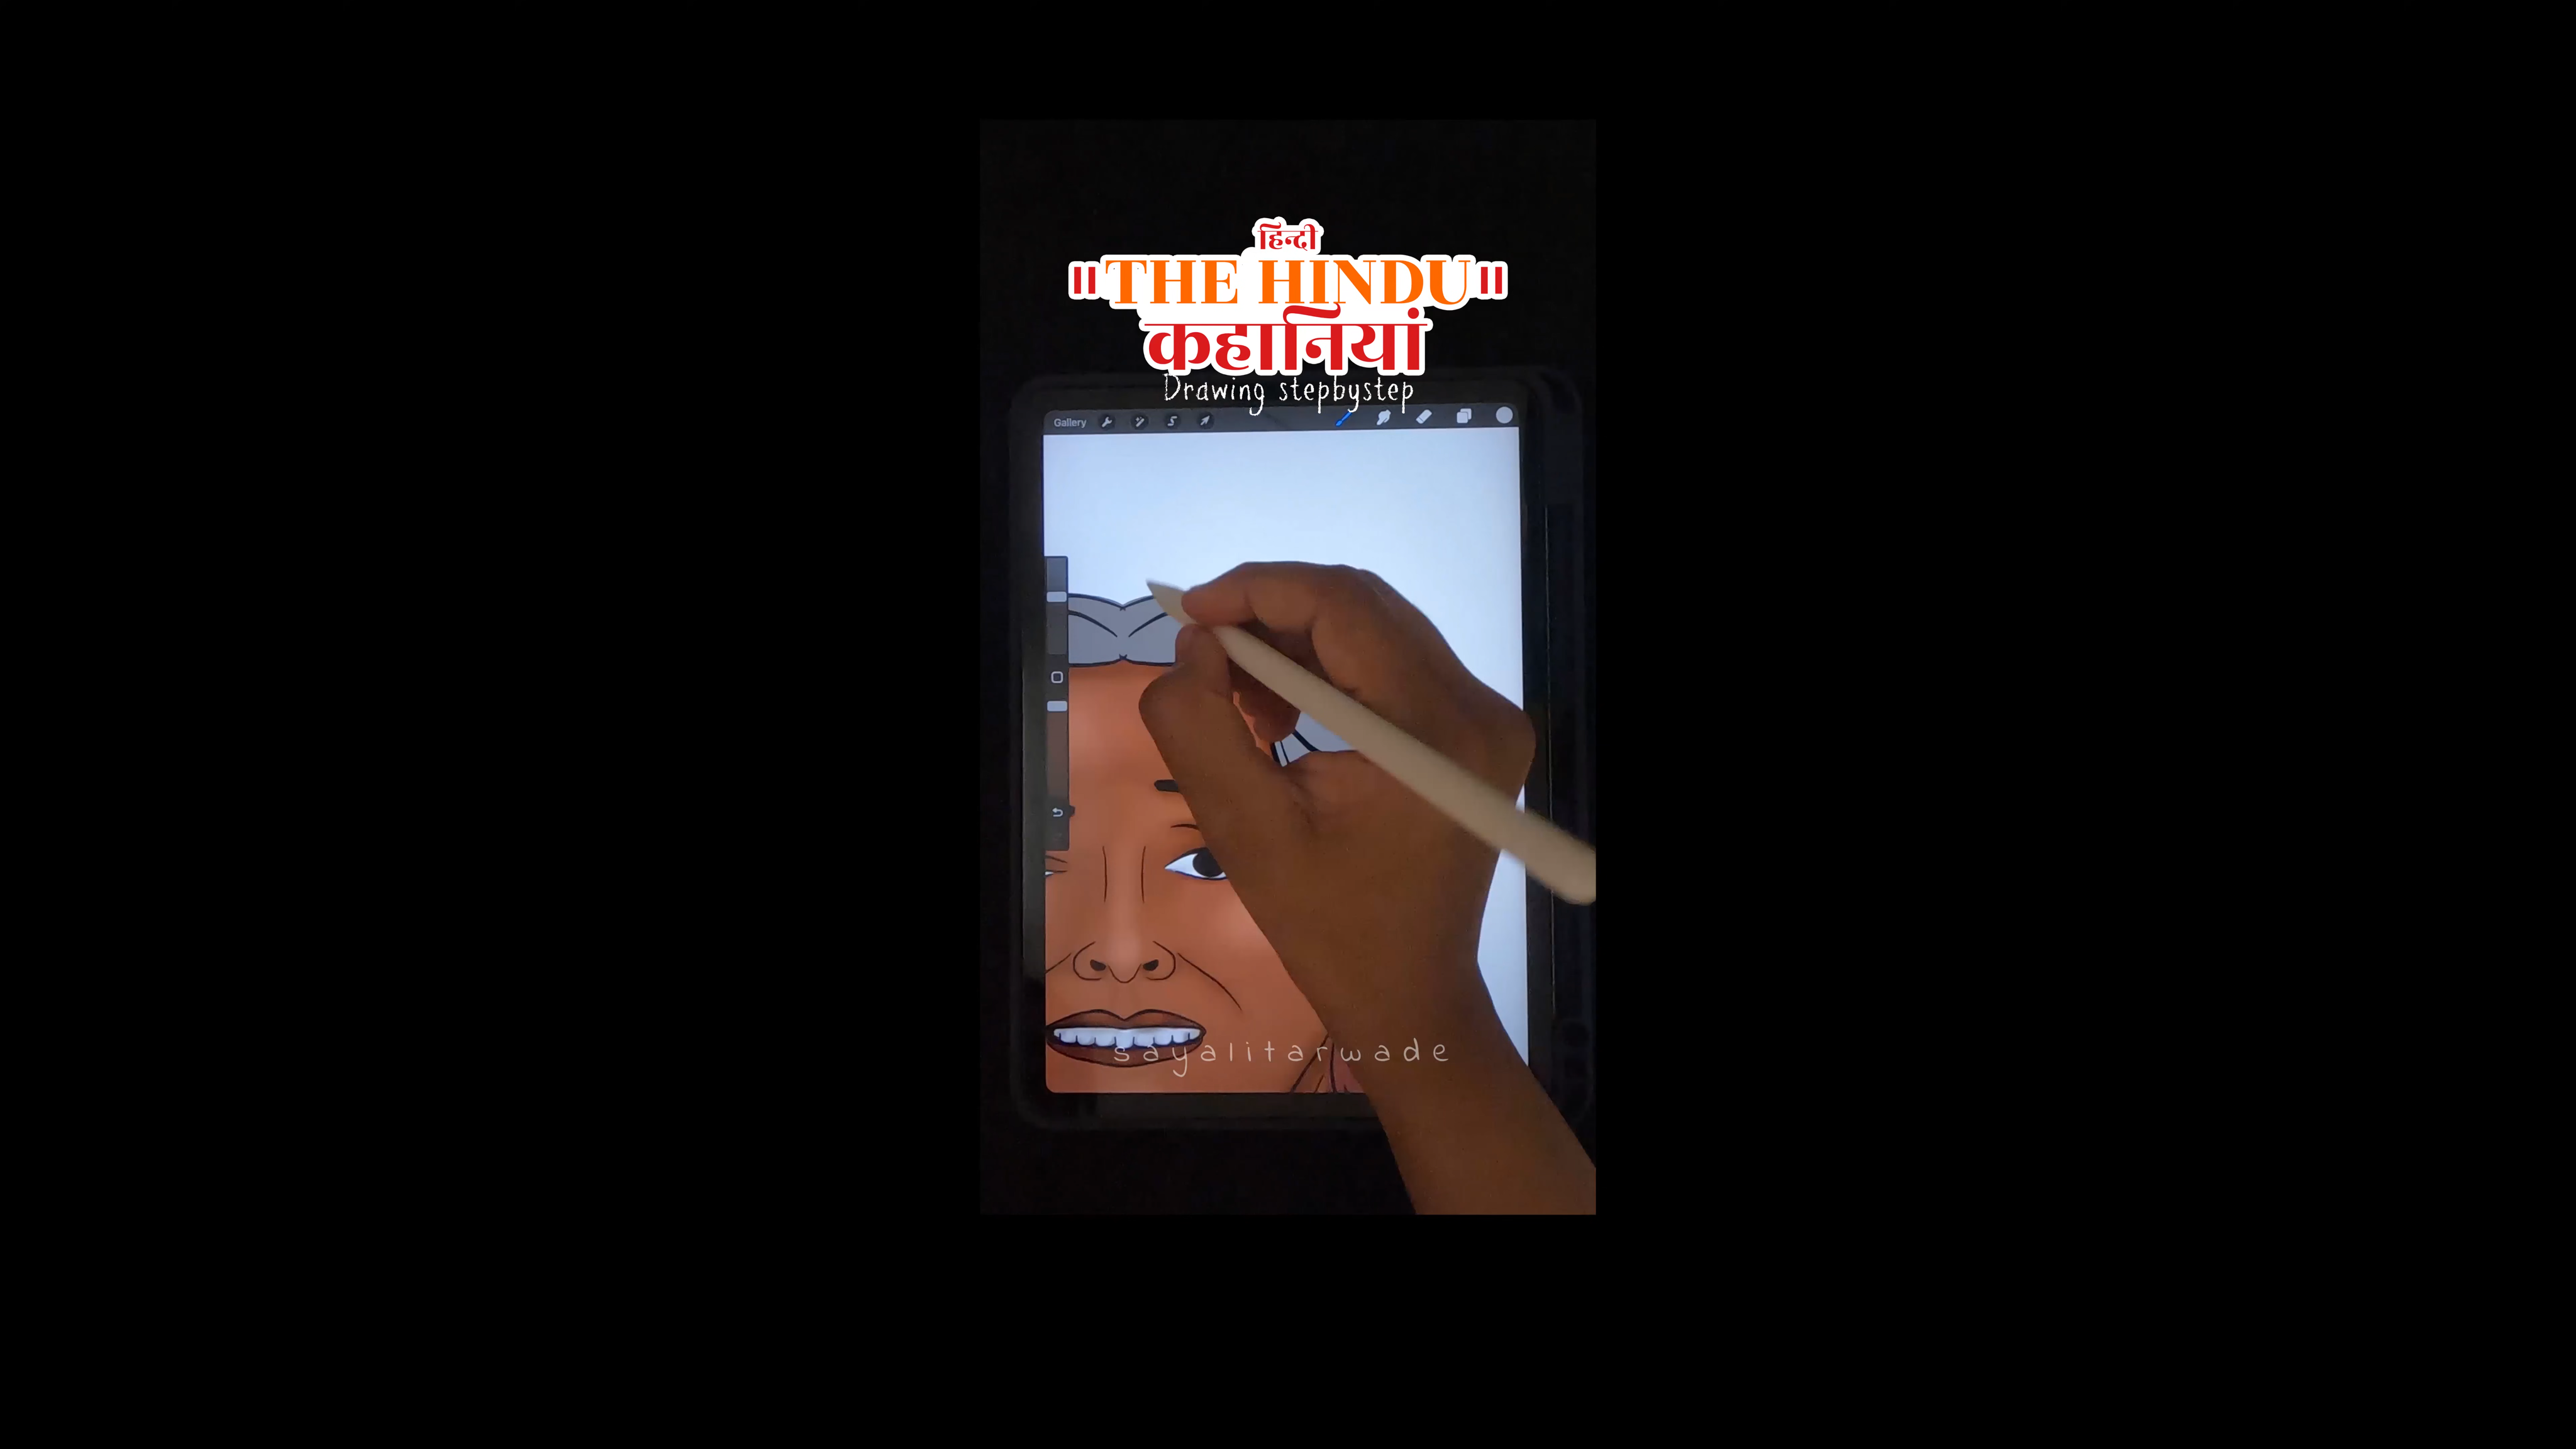 हिन्दी
॥ THE HINDU ॥
कहानियां
Drawing stepbystep
Gallery
sayalitarwade